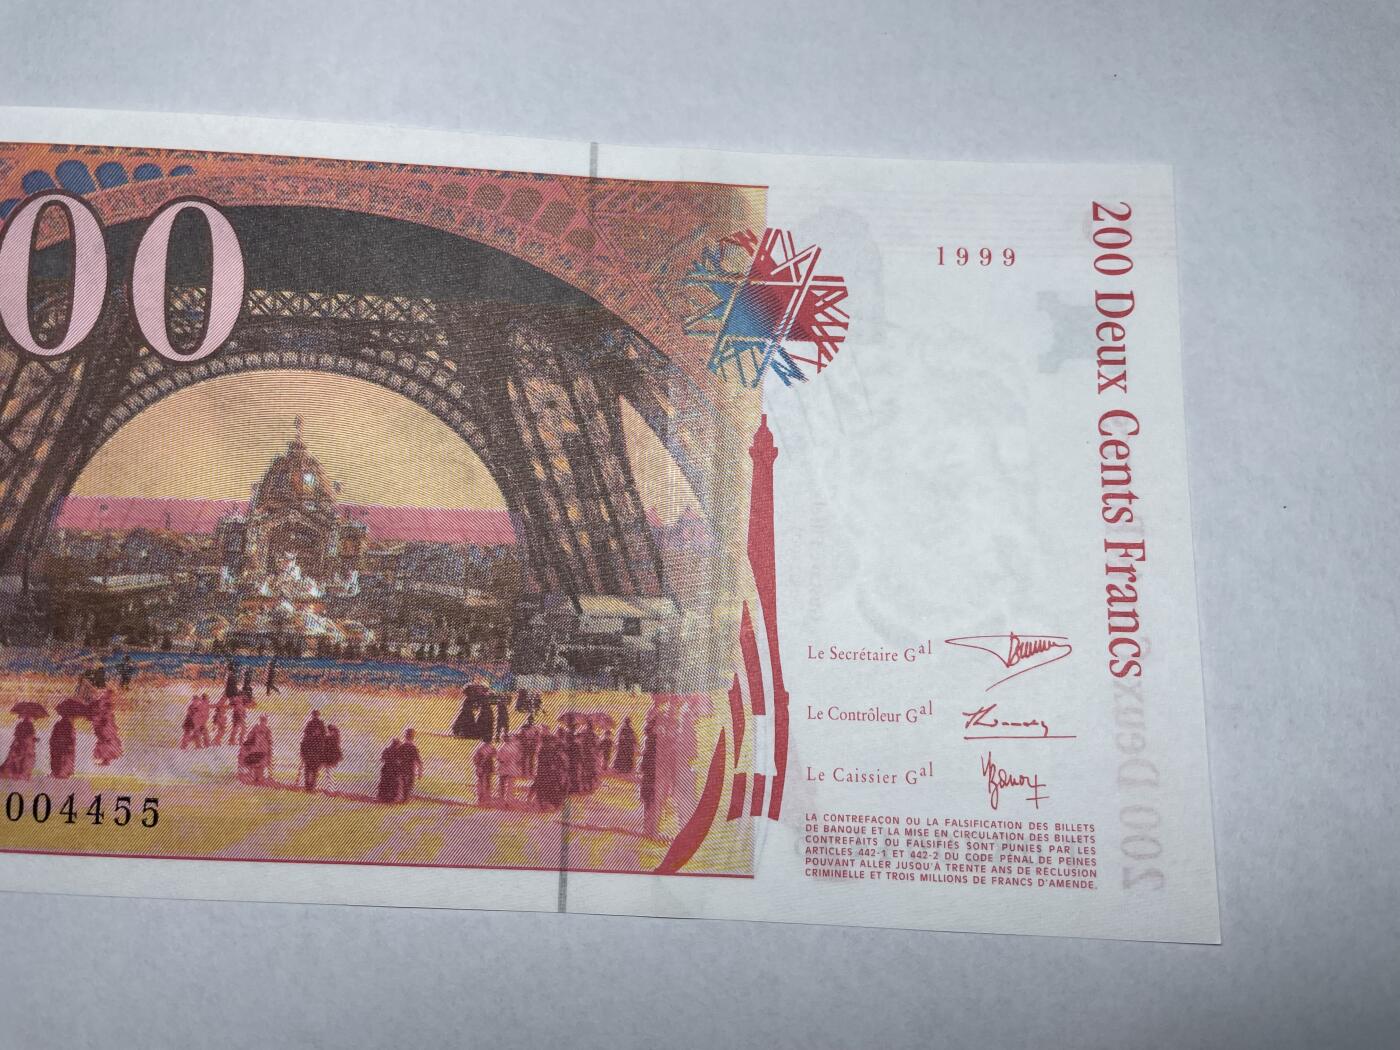 00
1999
200 Deux Cents Francs
Le Secrétaire Gal
Le Contrôleur Gal
Le Caissier Gal
004455
LA CONTREFAÇON OU LA FALSIFICATION DES BILLETS
DE BANQUE ET LA MISE EN CIRCULATION DES BILLETS
CONTREFAITS OU FALSIFIÉS SONT PUNIES PAR LES
ARTICLES 442-1 ET 442-2 DU CODE PÉNAL DE PEINES
POUVANT ALLER JUSQU'À TRENTE ANS DE RÉCLUSION
CRIMINELLE ET TROIS MILLIONS DE FRANCS D'AMENDE.
200 Deux